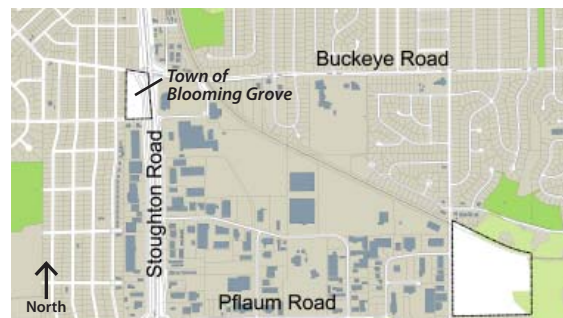 Buckeye Road
Town of
Blooming Grove
Stoughton Road
North
Pflaum Road